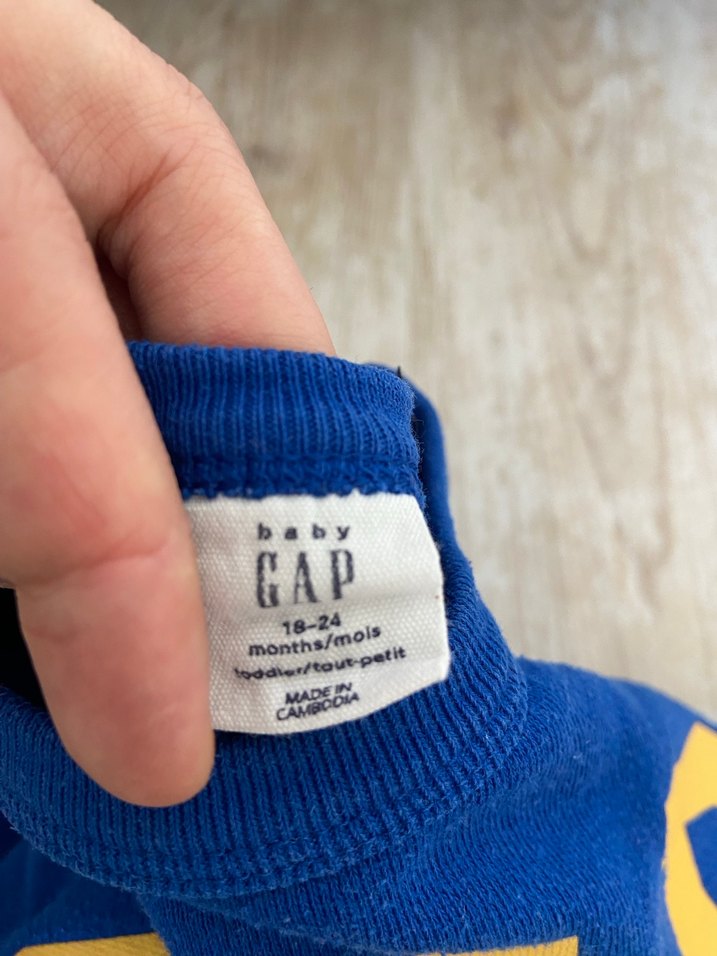 baby
GAP
18-24
months/mois
toddler/tout-petit
MADE IN
CAMBODIA